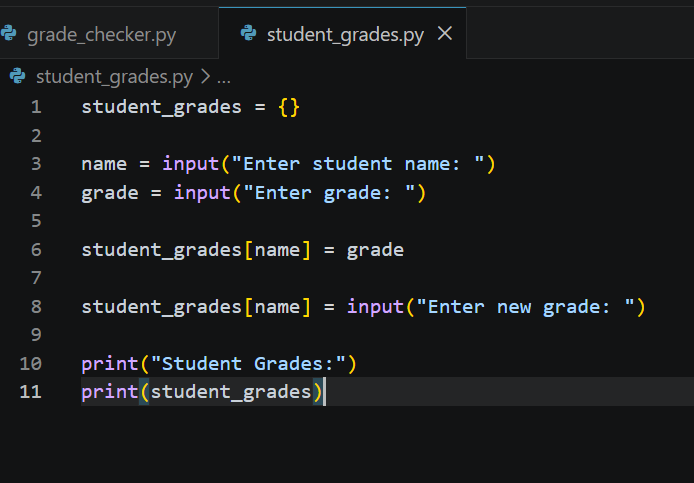 grade_checker.py
student_grades.py
student_grades.py > ...
1 student_grades = {}
2
3 name = input("Enter student name: ")
4 grade = input("Enter grade: ")
5
6 student_grades[name] = grade
7
8 student_grades[name] = input("Enter new grade: ")
9
10 print("Student Grades:")
11 print(student_grades)